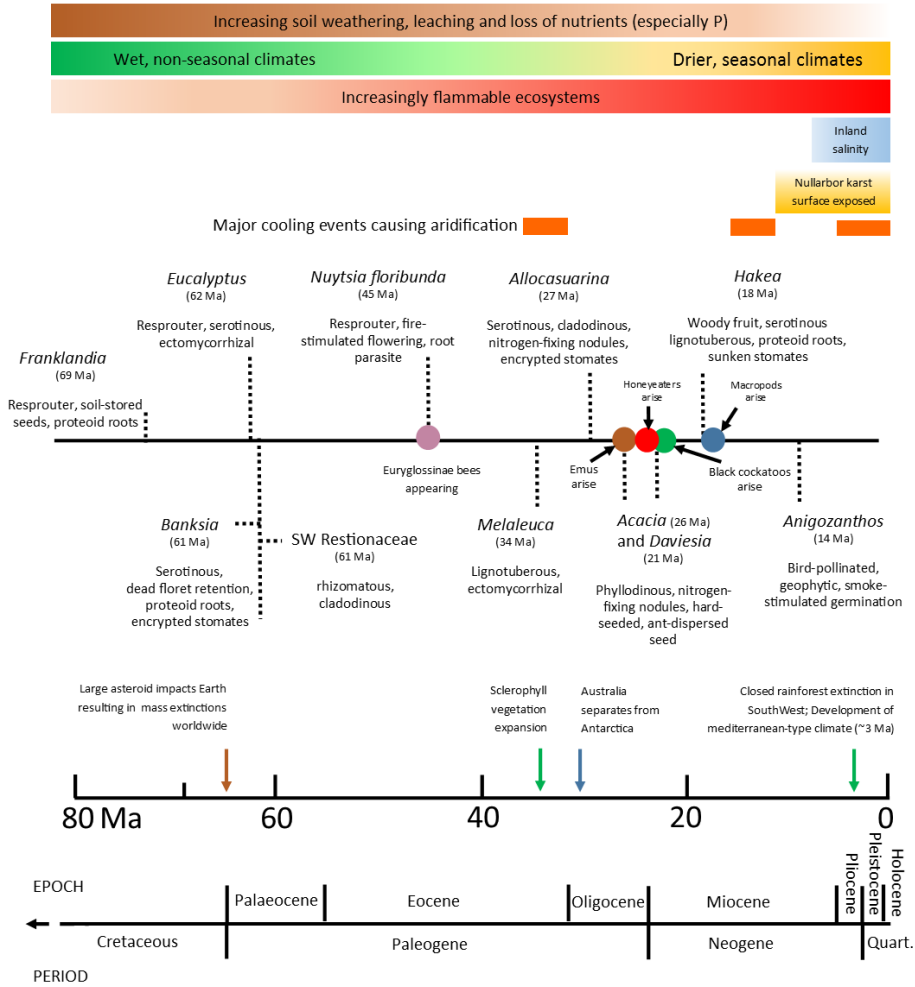 Increasing soil weathering, leaching and loss of nutrients (especially P)
Wet, non-seasonal climates
Drier, seasonal climates
Increasingly flammable ecosystems
Inland
salinity
Nullarbor karst
surface exposed
Major cooling events causing aridification
Eucalyptus
(62 Ma)
Resprouter, serotinous,
ectomycorrhizal
Nuytsia floribunda
(45 Ma)
Resprouter, fire-
stimulated flowering, root
parasite
Allocasuarina
(27 Ma)
Serotinous, cladodinous,
nitrogen-fixing nodules,
encrypted stomates
Hakea
(18 Ma)
Woody fruit, serotinous
lignotuberous, proteoid roots,
sunken stomates
Franklandia
(69 Ma)
Resprouter, soil-stored
seeds, proteoid roots
Honeyeaters
arise
Macropods
arise
Euryglossinae bees
appearing
Emus
arise
Black cockatoos
arise
Banksia
(61 Ma)
Serotinous,
dead floret retention,
proteoid roots,
encrypted stomates
SW Restionaceae
(61 Ma)
rhizomatous,
cladodinous
Melaleuca
(34 Ma)
Lignotuberous,
ectomycorrhizal
Acacia (26 Ma)
and Daviesia
(21 Ma)
Phyllodinous, nitrogen-
fixing nodules, hard-
seeded, ant-dispersed
seed
Anigozanthos
(14 Ma)
Bird-pollinated,
geophytic, smoke-
stimulated germination
Large asteroid impacts Earth
resulting in mass extinctions
worldwide
Sclerophyll
vegetation
expansion
Australia
separates from
Antarctica
Closed rainforest extinction in
SouthWest; Development of
mediterranean-type climate (~3 Ma)
80 Ma
60
40
20
0
EPOCH
Palaeocene
Eocene
Oligocene
Miocene
Pliocene
Pleistocene
Holocene
Cretaceous
Paleogene
Neogene
Quart.
PERIOD